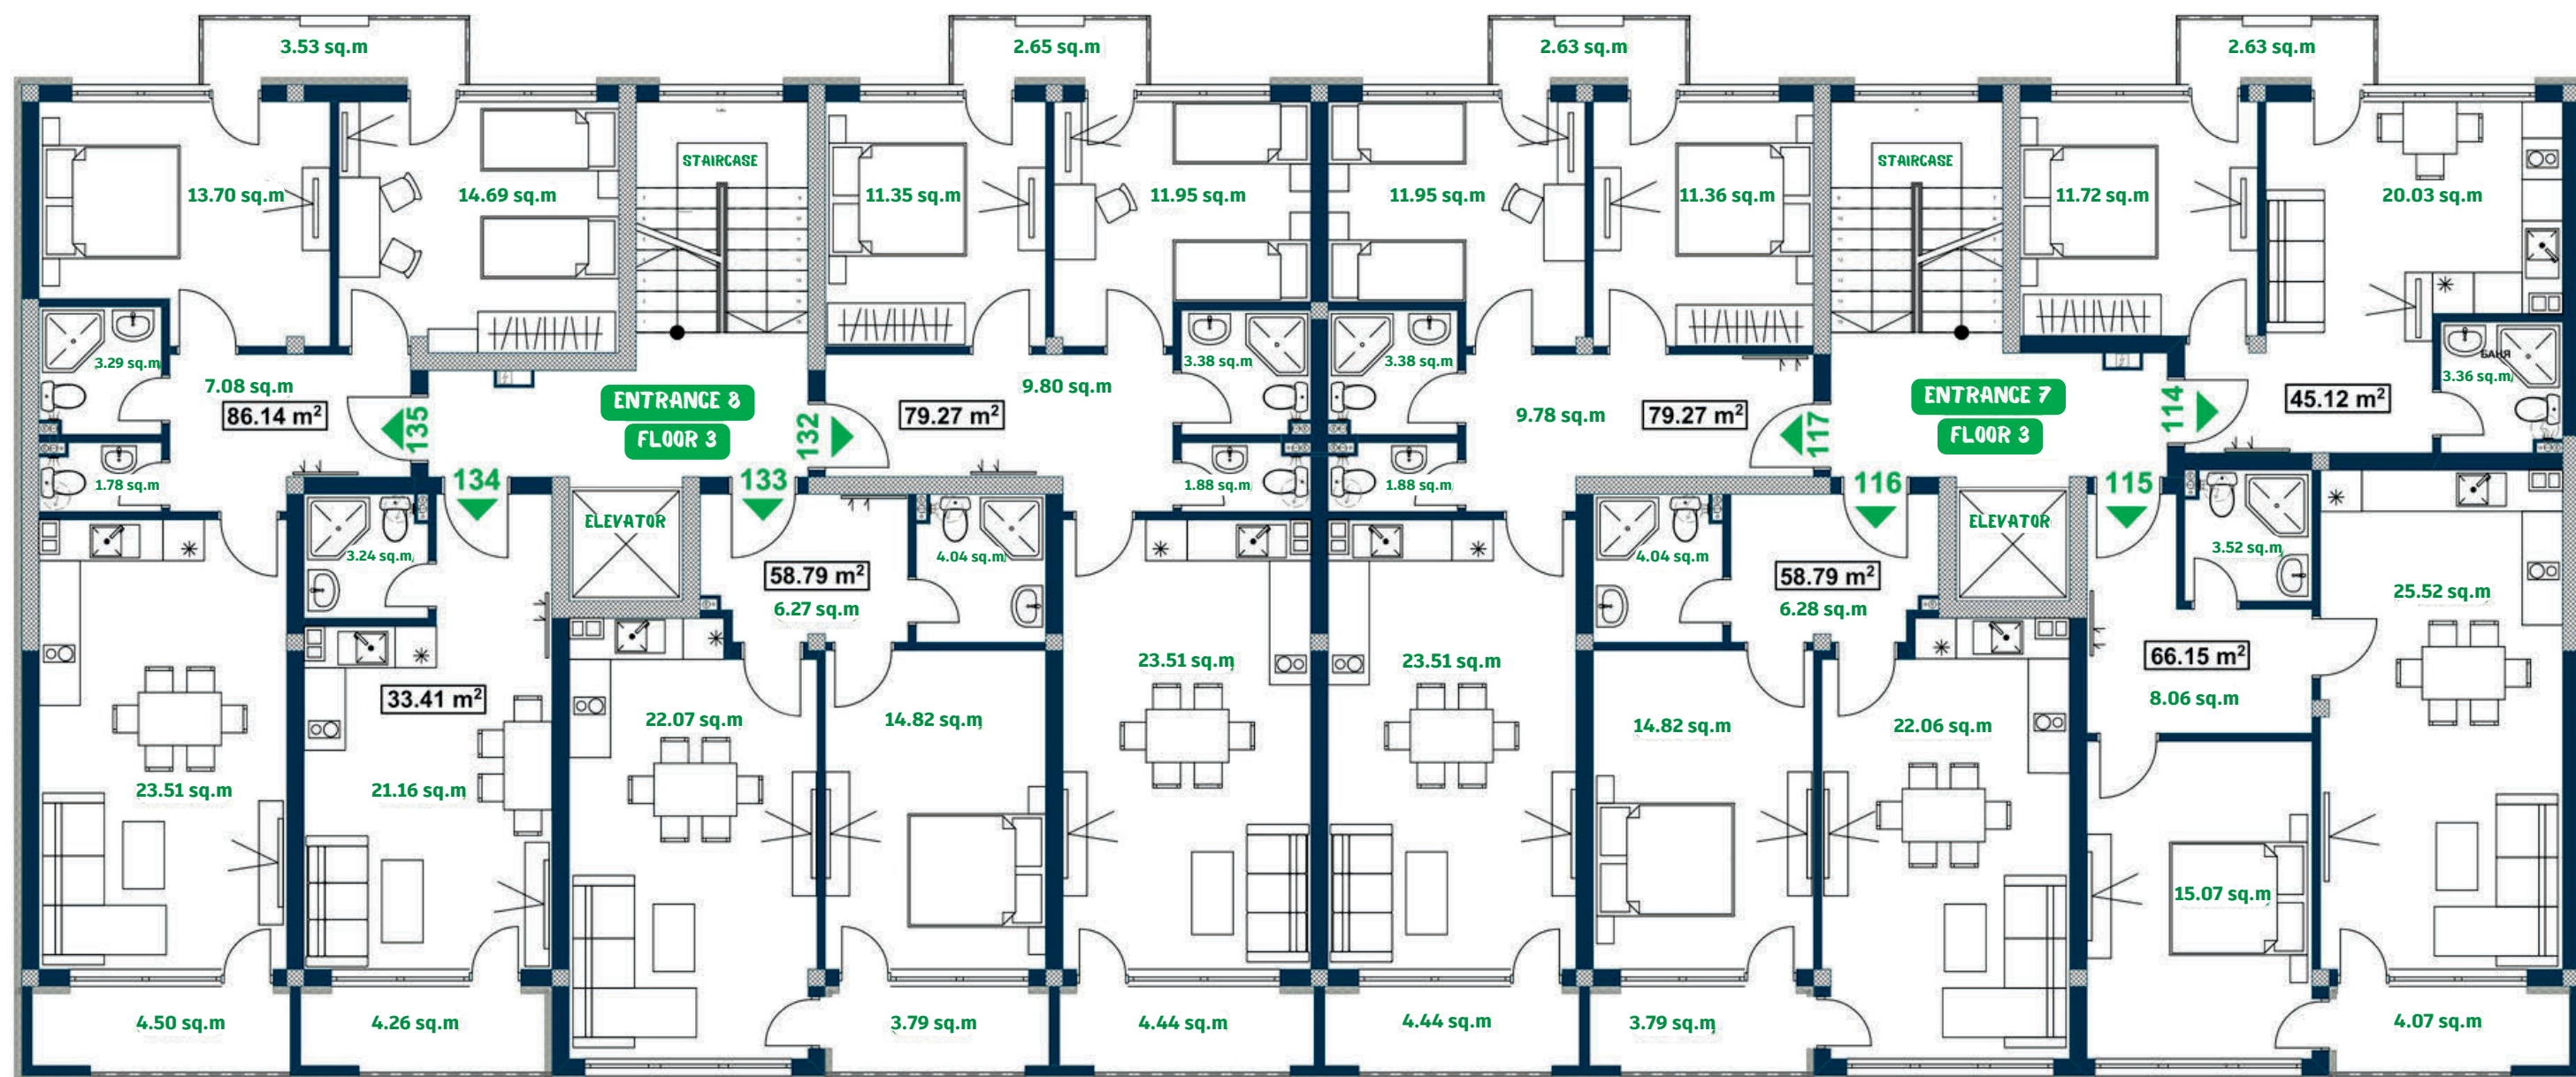 3.53 sq.m
2.65 sq.m
2.63 sq.m
2.63 sq.m
STAIRCASE
STAIRCASE
13.70 sq.m
14.69 sq.m
11.35 sq.m
11.95 sq.m
11.95 sq.m
11.36 sq.m
11.72 sq.m
20.03 sq.m
3.29 sq.m
3.38 sq.m
3.38 sq.m
БАНЯ
3.36 sq.m
7.08 sq.m
9.80 sq.m
9.78 sq.m
86.14 m²
135
ENTRANCE 8
FLOOR 3
132
79.27 m²
79.27 m²
117
ENTRANCE 7
FLOOR 3
114
45.12 m²
1.78 sq.m
134
133
1.88 sq.m
1.88 sq.m
116
115
ELEVATOR
ELEVATOR
3.24 sq.m
4.04 sq.m
4.04 sq.m
3.52 sq.m
58.79 m²
6.27 sq.m
58.79 m²
6.28 sq.m
25.52 sq.m
33.41 m²
23.51 sq.m
23.51 sq.m
66.15 m²
8.06 sq.m
22.07 sq.m
14.82 sq.m
14.82 sq.m
22.06 sq.m
23.51 sq.m
21.16 sq.m
15.07 sq.m
4.50 sq.m
4.26 sq.m
3.79 sq.m
4.44 sq.m
4.44 sq.m
3.79 sq.m
4.07 sq.m